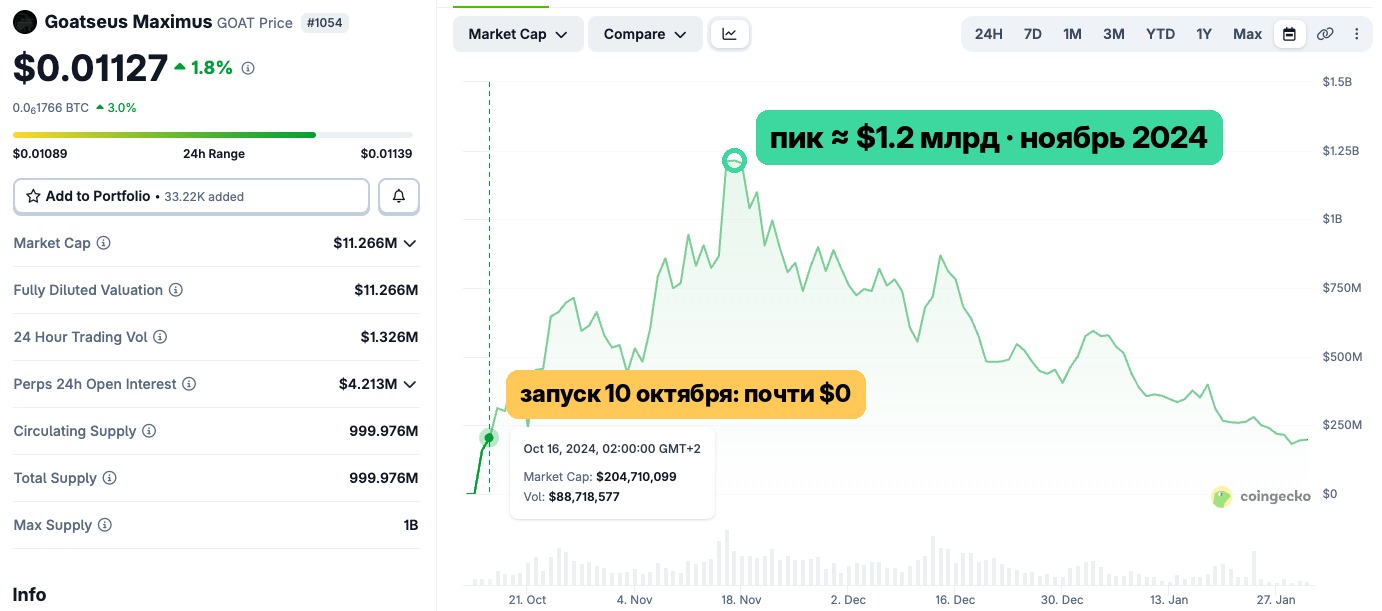 Goatseus Maximus GOAT Price #1054
$0.01127 1.8%
0.0₆1766 BTC 3.0%
$0.01089 24h Range $0.01139
Add to Portfolio • 33.22K added
Market Cap $11.266M
Fully Diluted Valuation $11.266M
24 Hour Trading Vol $1.326M
Perps 24h Open Interest $4.213M
Circulating Supply 999.976M
Total Supply 999.976M
Max Supply 1B
Info
Market Cap Compare 24H 7D 1M 3M YTD 1Y Max
$1.5B
пик ≈ $1.2 млрд · ноябрь 2024
$1.25B
$1B
$750M
$500M
запуск 10 октября: почти $0
$250M
Oct 16, 2024, 02:00:00 GMT+2
Market Cap: $204,710,099
Vol: $88,718,577
coingecko
$0
21. Oct 4. Nov 18. Nov 2. Dec 16. Dec 30. Dec 13. Jan 27. Jan